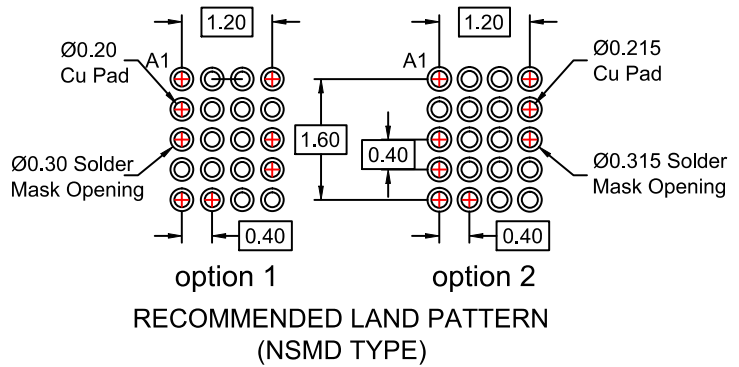 1.20
1.20
Ø0.20
Cu Pad
A1
A1
Ø0.215
Cu Pad
1.60
0.40
Ø0.30 Solder
Mask Opening
Ø0.315 Solder
Mask Opening
0.40
0.40
option 1
option 2
RECOMMENDED LAND PATTERN
(NSMD TYPE)